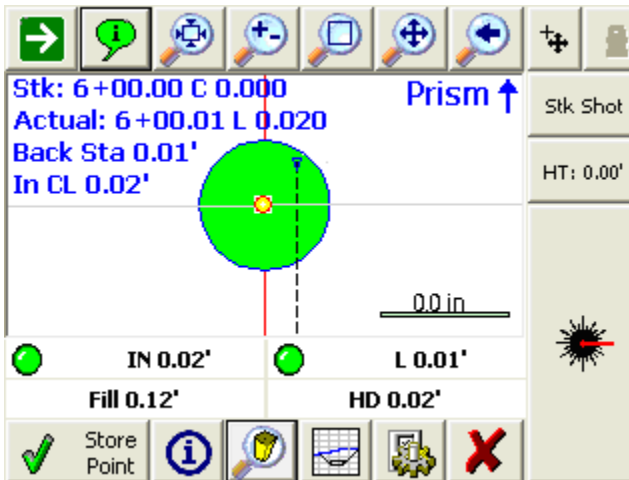 Stk: 6+00.00 C 0.000
Prism
Actual: 6+00.01 L 0.020
Back Sta 0.01'
In CL 0.02'
Stk Shot
HT: 0.00'
0.0 in
IN 0.02'
L 0.01'
Fill 0.12'
HD 0.02'
Store
Point